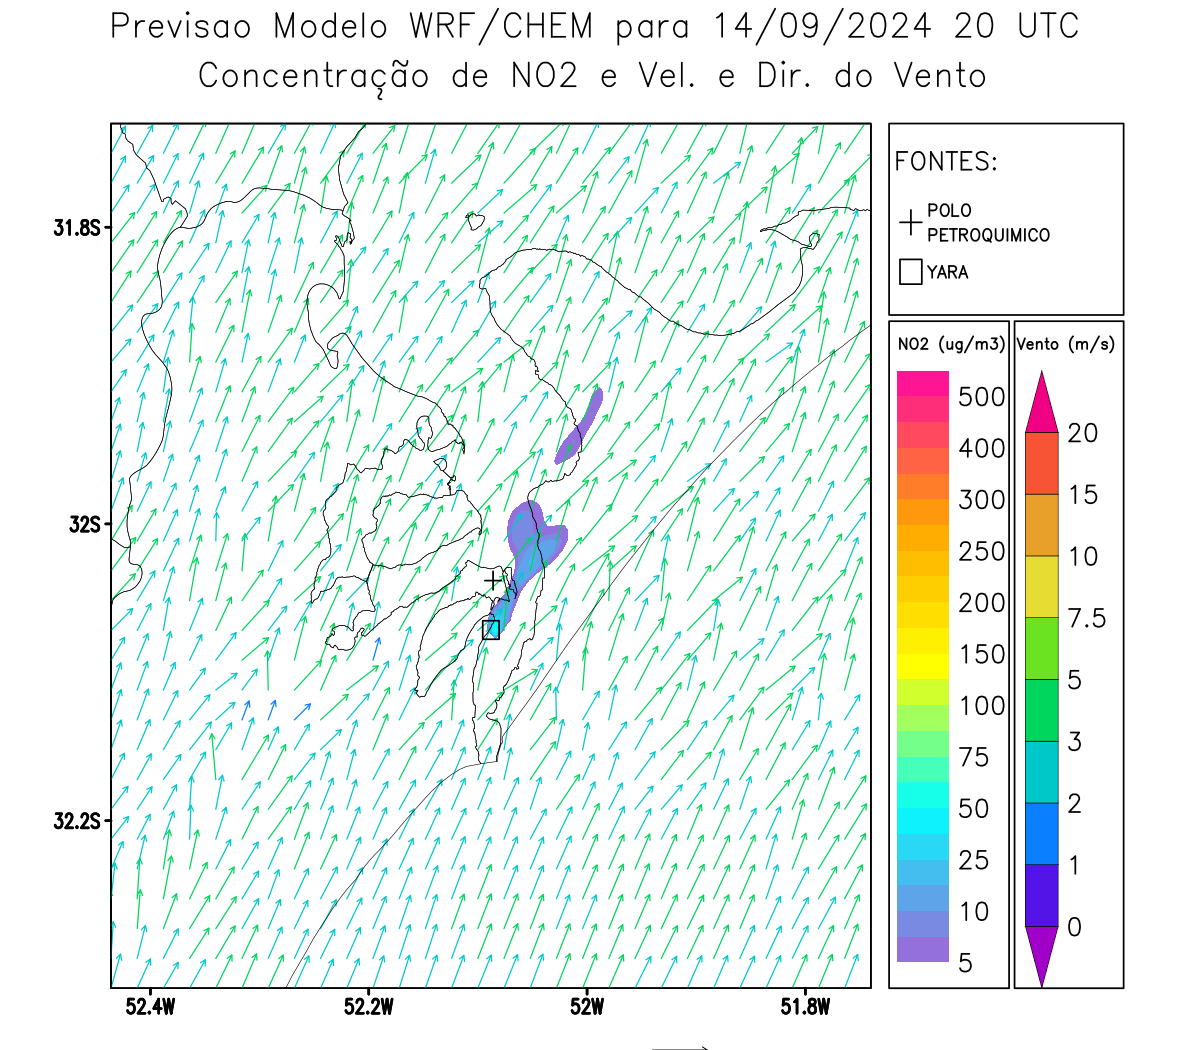 Previsao Modelo WRF/CHEM para 14/09/2024 20 UTC
Concentração de NO2 e Vel. e Dir. do Vento
FONTES:
POLO
PETROQUIMICO
YARA
NO2 (ug/m3)
500
400
300
250
200
150
100
75
50
25
10
5
Vento (m/s)
20
15
10
7.5
5
3
2
1
0
31.8S
32S
32.2S
52.4W
52.2W
52W
51.8W